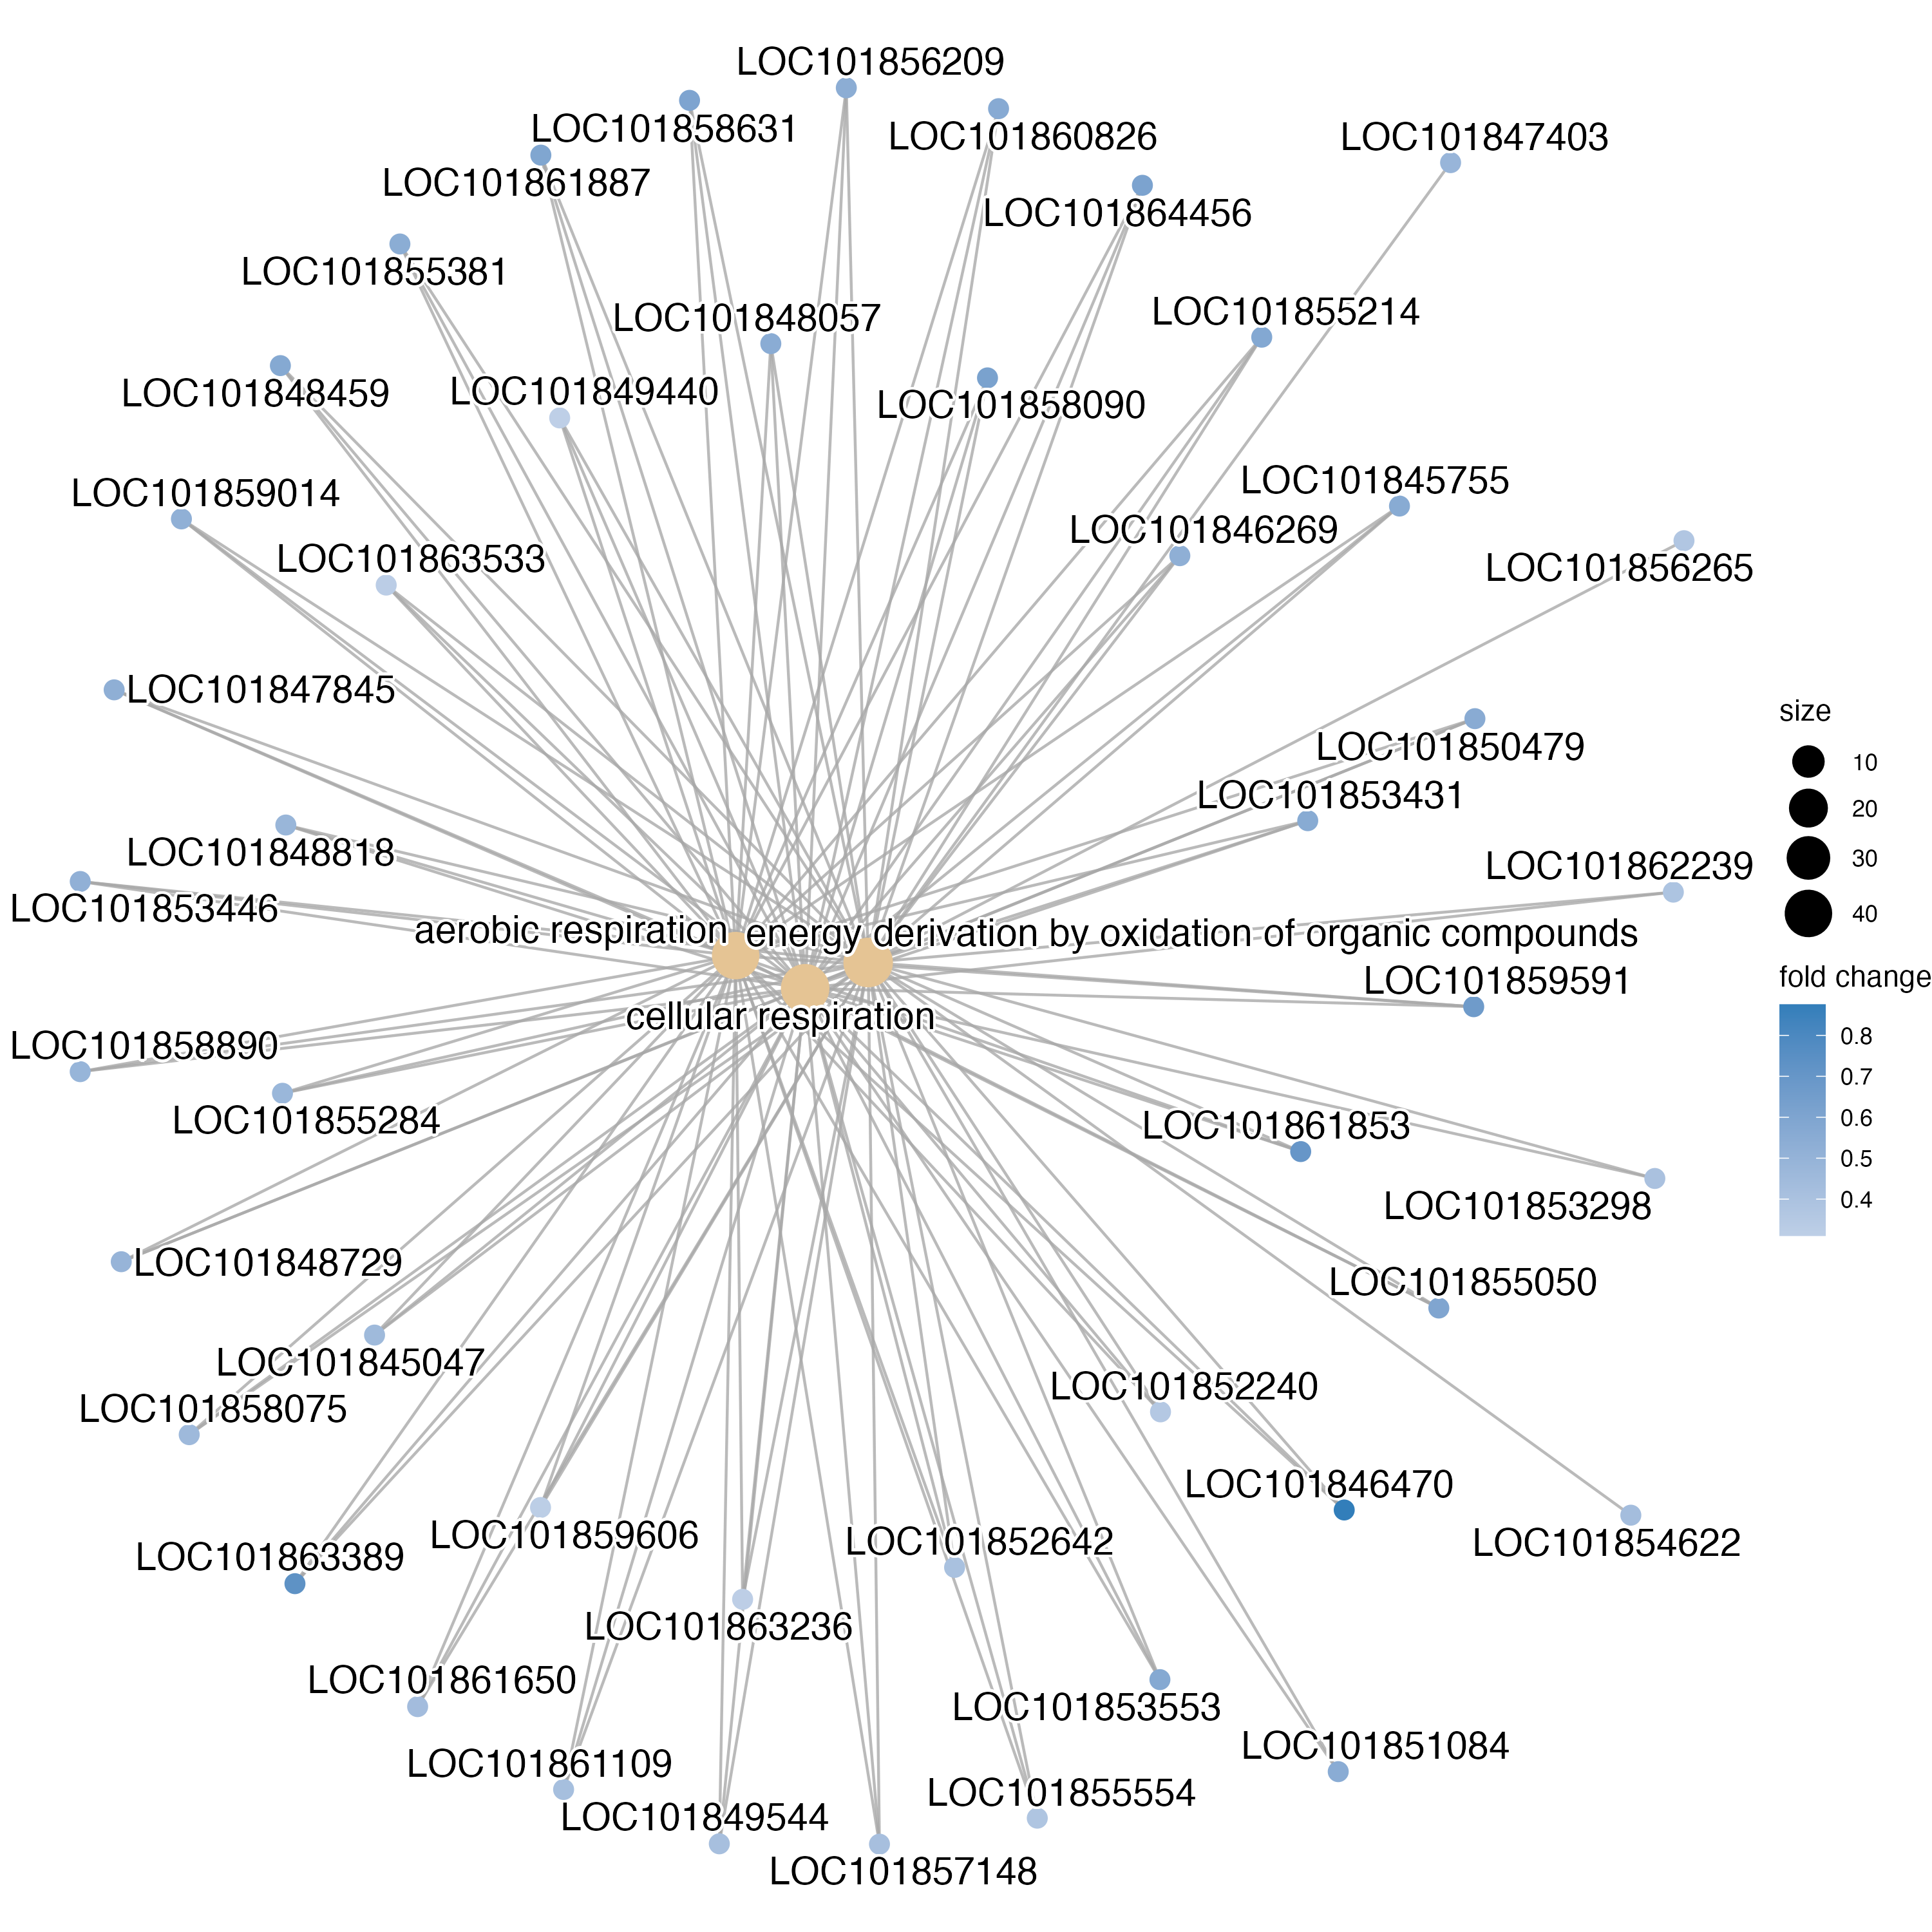 LOC101856209
LOC101858631
LOC101860826
LOC101847403
LOC101861887
LOC101864456
LOC101855381
LOC101848057
LOC101855214
LOC101848459
LOC101849440
LOC101858090
LOC101859014
LOC101845755
LOC101846269
LOC101863533
LOC101856265
LOC101847845
LOC101850479
LOC101853431
LOC101848818
LOC101862239
LOC101853446
aerobic respiration
energy derivation by oxidation of organic compounds
LOC101859591
cellular respiration
LOC101858890
LOC101855284
LOC101861853
LOC101853298
LOC101848729
LOC101855050
LOC101845047
LOC101858075
LOC101852240
LOC101846470
LOC101859606
LOC101852642
LOC101854622
LOC101863389
LOC101863236
LOC101861650
LOC101853553
LOC101851084
LOC101861109
LOC101855554
LOC101849544
LOC101857148
size
10
20
30
40
fold change
0.8
0.7
0.6
0.5
0.4